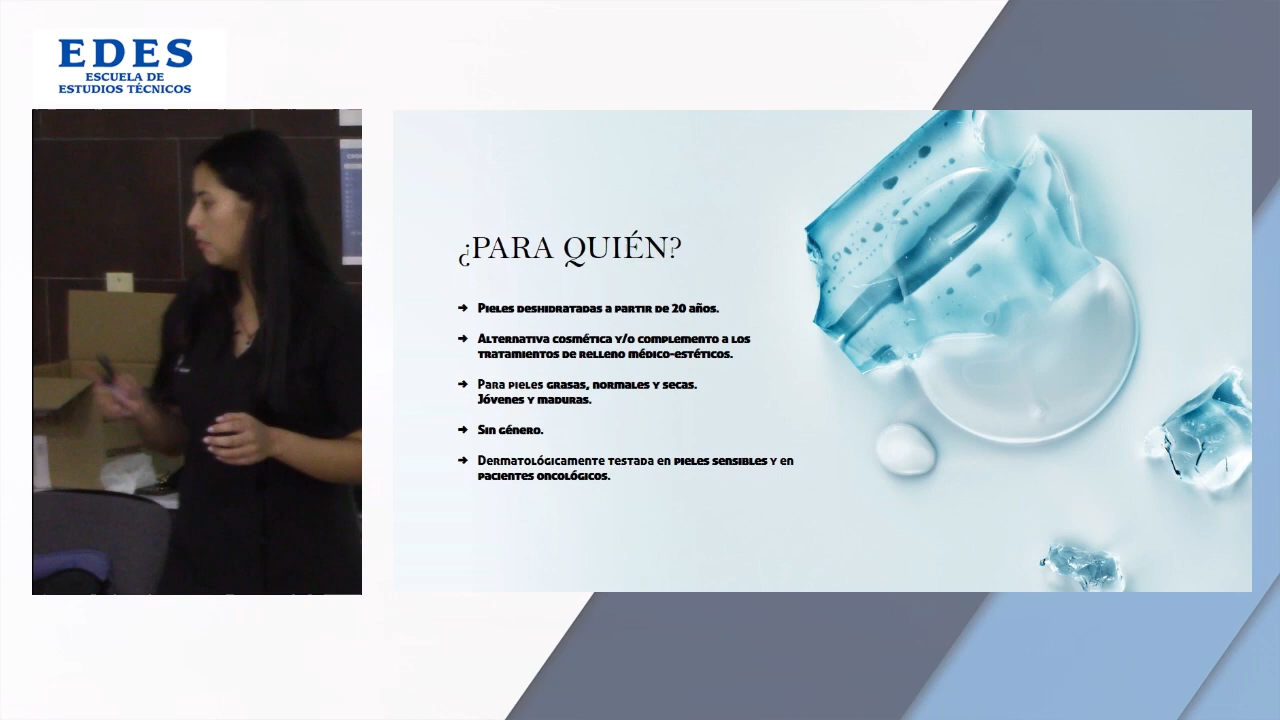 EDES
ESCUELA DE
ESTUDIOS TÉCNICOS
¿PARA QUIÉN?
Pieles deshidratadas a partir de 20 años.
Alternativa cosmética y/o complemento a los
tratamientos de relleno médico-estéticos.
Para pieles grasas, normales y secas.
Jóvenes y maduras.
Sin género.
Dermatológicamente testada en pieles sensibles y en
pacientes oncológicos.